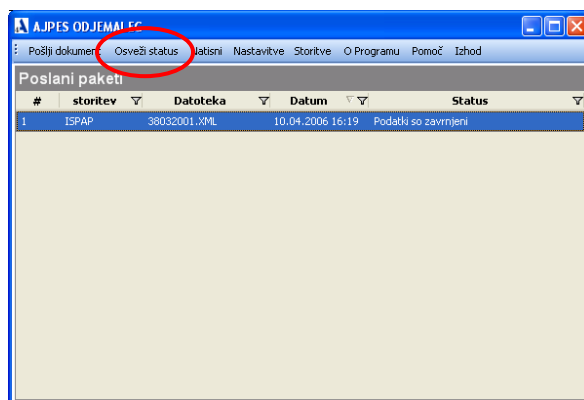 AJPES ODJEMALEC
Pošlji dokument Osveži status Natisni Nastavitve Storitve O Programu Pomoč Izhod
Poslani paketi
# storitev Datoteka Datum Status
1 ISPAP 38032001.XML 10.04.2006 16:19 Podatki so zavrnjeni